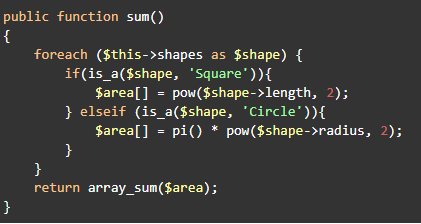 public function sum()
{
    foreach ($this->shapes as $shape) {
        if(is_a($shape, 'Square')){
            $area[] = pow($shape->length, 2);
        } elseif (is_a($shape, 'Circle')){
            $area[] = pi() * pow($shape->radius, 2);
        }
    }
    return array_sum($area);
}